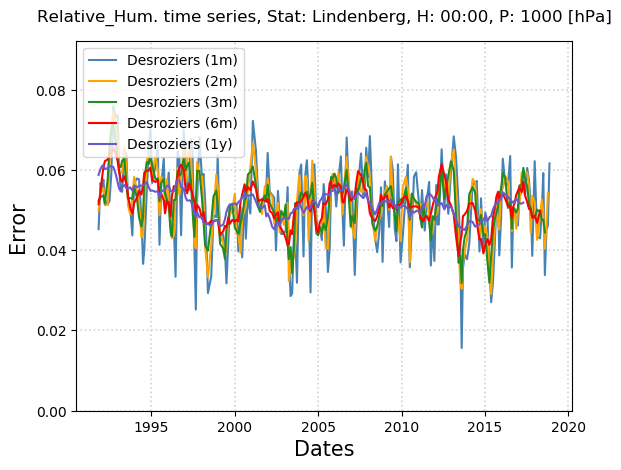 Relative_Hum. time series, Stat: Lindenberg, H: 00:00, P: 1000 [hPa]
Desroziers (1m)
Desroziers (2m)
Desroziers (3m)
Desroziers (6m)
Desroziers (1y)
0.08
0.06
0.04
0.02
0.00
Error
1995
2000
2005
2010
2015
2020
Dates